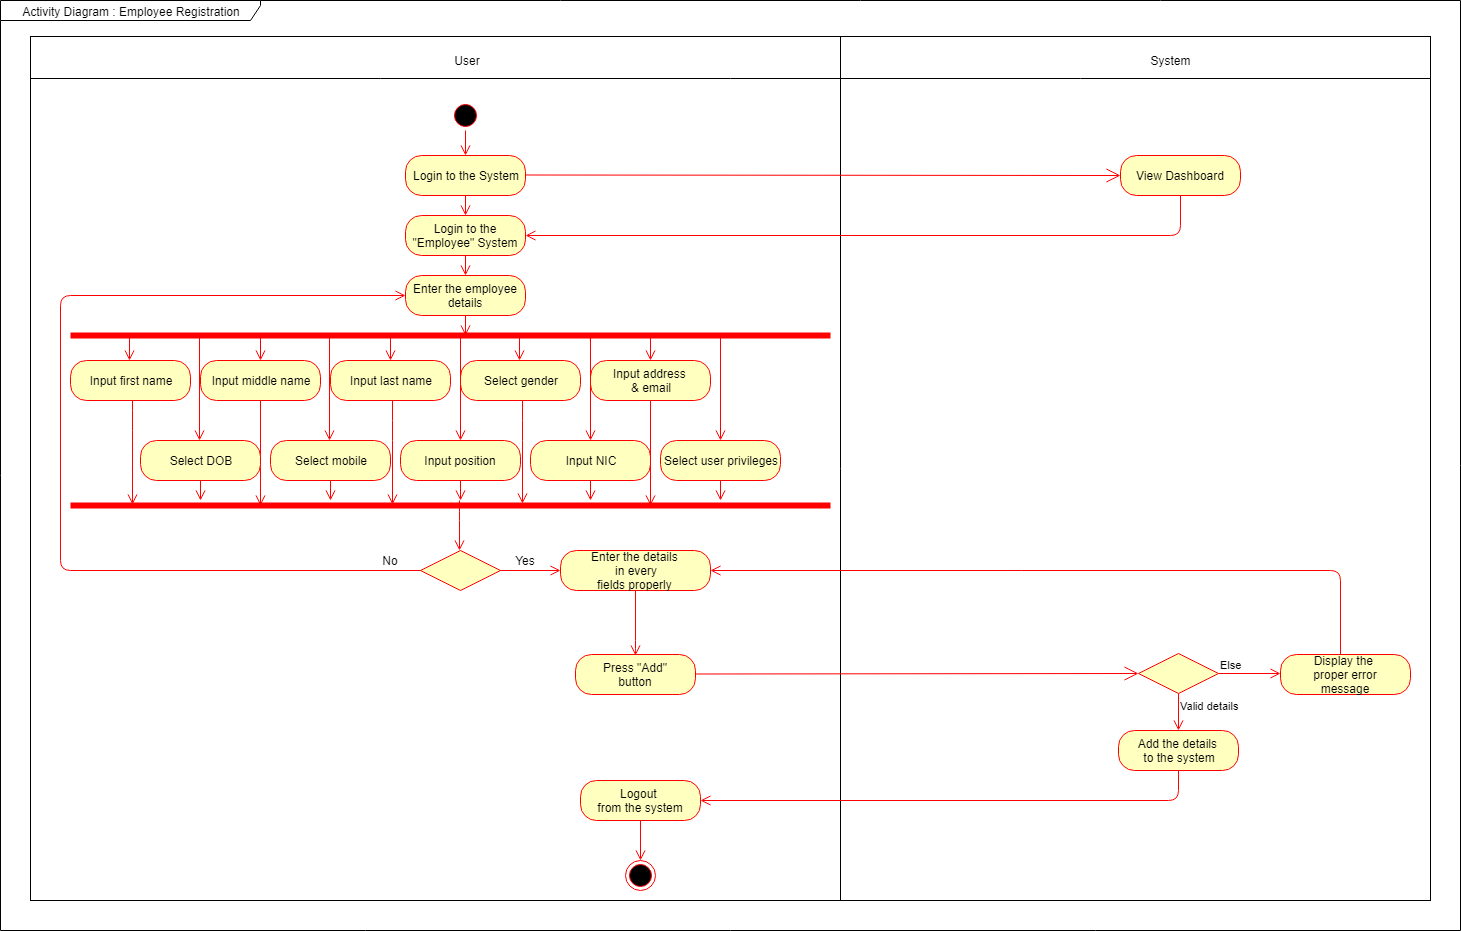 Activity Diagram : Employee Registration
User
System
Login to the System
View Dashboard
Login to the
"Employee" System
Enter the employee
details
Input first name
Input middle name
Input last name
Select gender
Input address
& email
Select DOB
Select mobile
Input position
Input NIC
Select user privileges
No
Yes
Enter the details
in every
fields properly
Press "Add"
button
Else
Display the
proper error
message
Valid details
Add the details
to the system
Logout
from the system